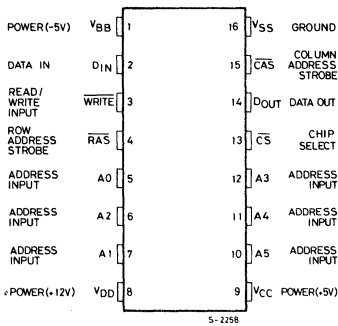 POWER(-5V) VBB 1 16 VSS GROUND
DATA IN DIN 2 15 CAS COLUMN ADDRESS STROBE
READ/ WRITE INPUT WRITE 3 14 DOUT DATA OUT
ROW ADDRESS STROBE RAS 4 13 CS CHIP SELECT
ADDRESS INPUT A0 5 12 A3 ADDRESS INPUT
ADDRESS INPUT A2 6 11 A4 ADDRESS INPUT
ADDRESS INPUT A1 7 10 A5 ADDRESS INPUT
POWER(+12V) VDD 8 9 VCC POWER(+5V)
S-2258